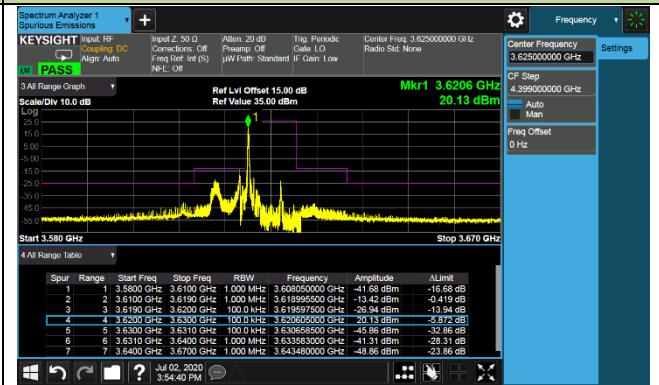 Spectrum Analyzer 1
Spurious Emissions
Frequency
KEYSIGHT Input: RF
Coupling: DC
Align: Auto
Input Z: 50 Ω
Corrections: Off
Freq Ref: Int (S)
NFE: Off
Atten: 20 dB
Preamp: Off
µW Path: Standard
Trig: Periodic
Gate: LO
IF Gain: Low
Center Freq: 3.625000000 GHz
Radio Std: None
PASS
Center Frequency
3.625000000 GHz
Settings
CF Step
4.399000000 GHz
Auto
Man
Freq Offset
0 Hz
3 All Range Graph
Ref Lvl Offset 15.00 dB
Mkr1 3.6206 GHz
Scale/Div 10.0 dB
Ref Value 35.00 dBm
20.13 dBm
Log
25.0
15.0
5.00
-5.00
-15.0
-25.0
-35.0
-45.0
-55.0
1
Start 3.580 GHz
Stop 3.670 GHz
4 All Range Table
Spur Range Start Freq Stop Freq RBW Frequency Amplitude ΔLimit
1 1 3.5800 GHz 3.6100 GHz 1.000 MHz 3.608050000 GHz -41.68 dBm -16.68 dB
2 2 3.6100 GHz 3.6190 GHz 1.000 MHz 3.618995500 GHz -13.42 dBm -0.419 dB
3 3 3.6190 GHz 3.6200 GHz 100.0 kHz 3.619597500 GHz -26.94 dBm -13.94 dB
4 4 3.6200 GHz 3.6300 GHz 100.0 kHz 3.620605000 GHz 20.13 dBm -5.872 dB
5 5 3.6300 GHz 3.6310 GHz 100.0 kHz 3.630658500 GHz -45.86 dBm -32.86 dB
6 6 3.6310 GHz 3.6400 GHz 1.000 MHz 3.633583000 GHz -41.31 dBm -28.31 dB
7 7 3.6400 GHz 3.6700 GHz 1.000 MHz 3.643480000 GHz -48.86 dBm -23.86 dB
Jul 02, 2020
3:54:40 PM